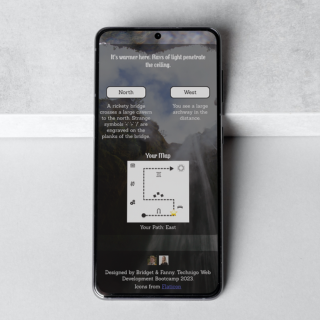 It's warmer here. Rays of light penetrate
the ceiling.
North
West
A rickety bridge
crosses a large cavern
to the north. Strange
symbols
are
engraved on the
planks of the bridge.
You see a large
archway in the
distance.
Your Map
Your Path: East
Designed by Bridget & Fanny. Technigo Web
Development Bootcamp 2023.
Icons from Flaticon